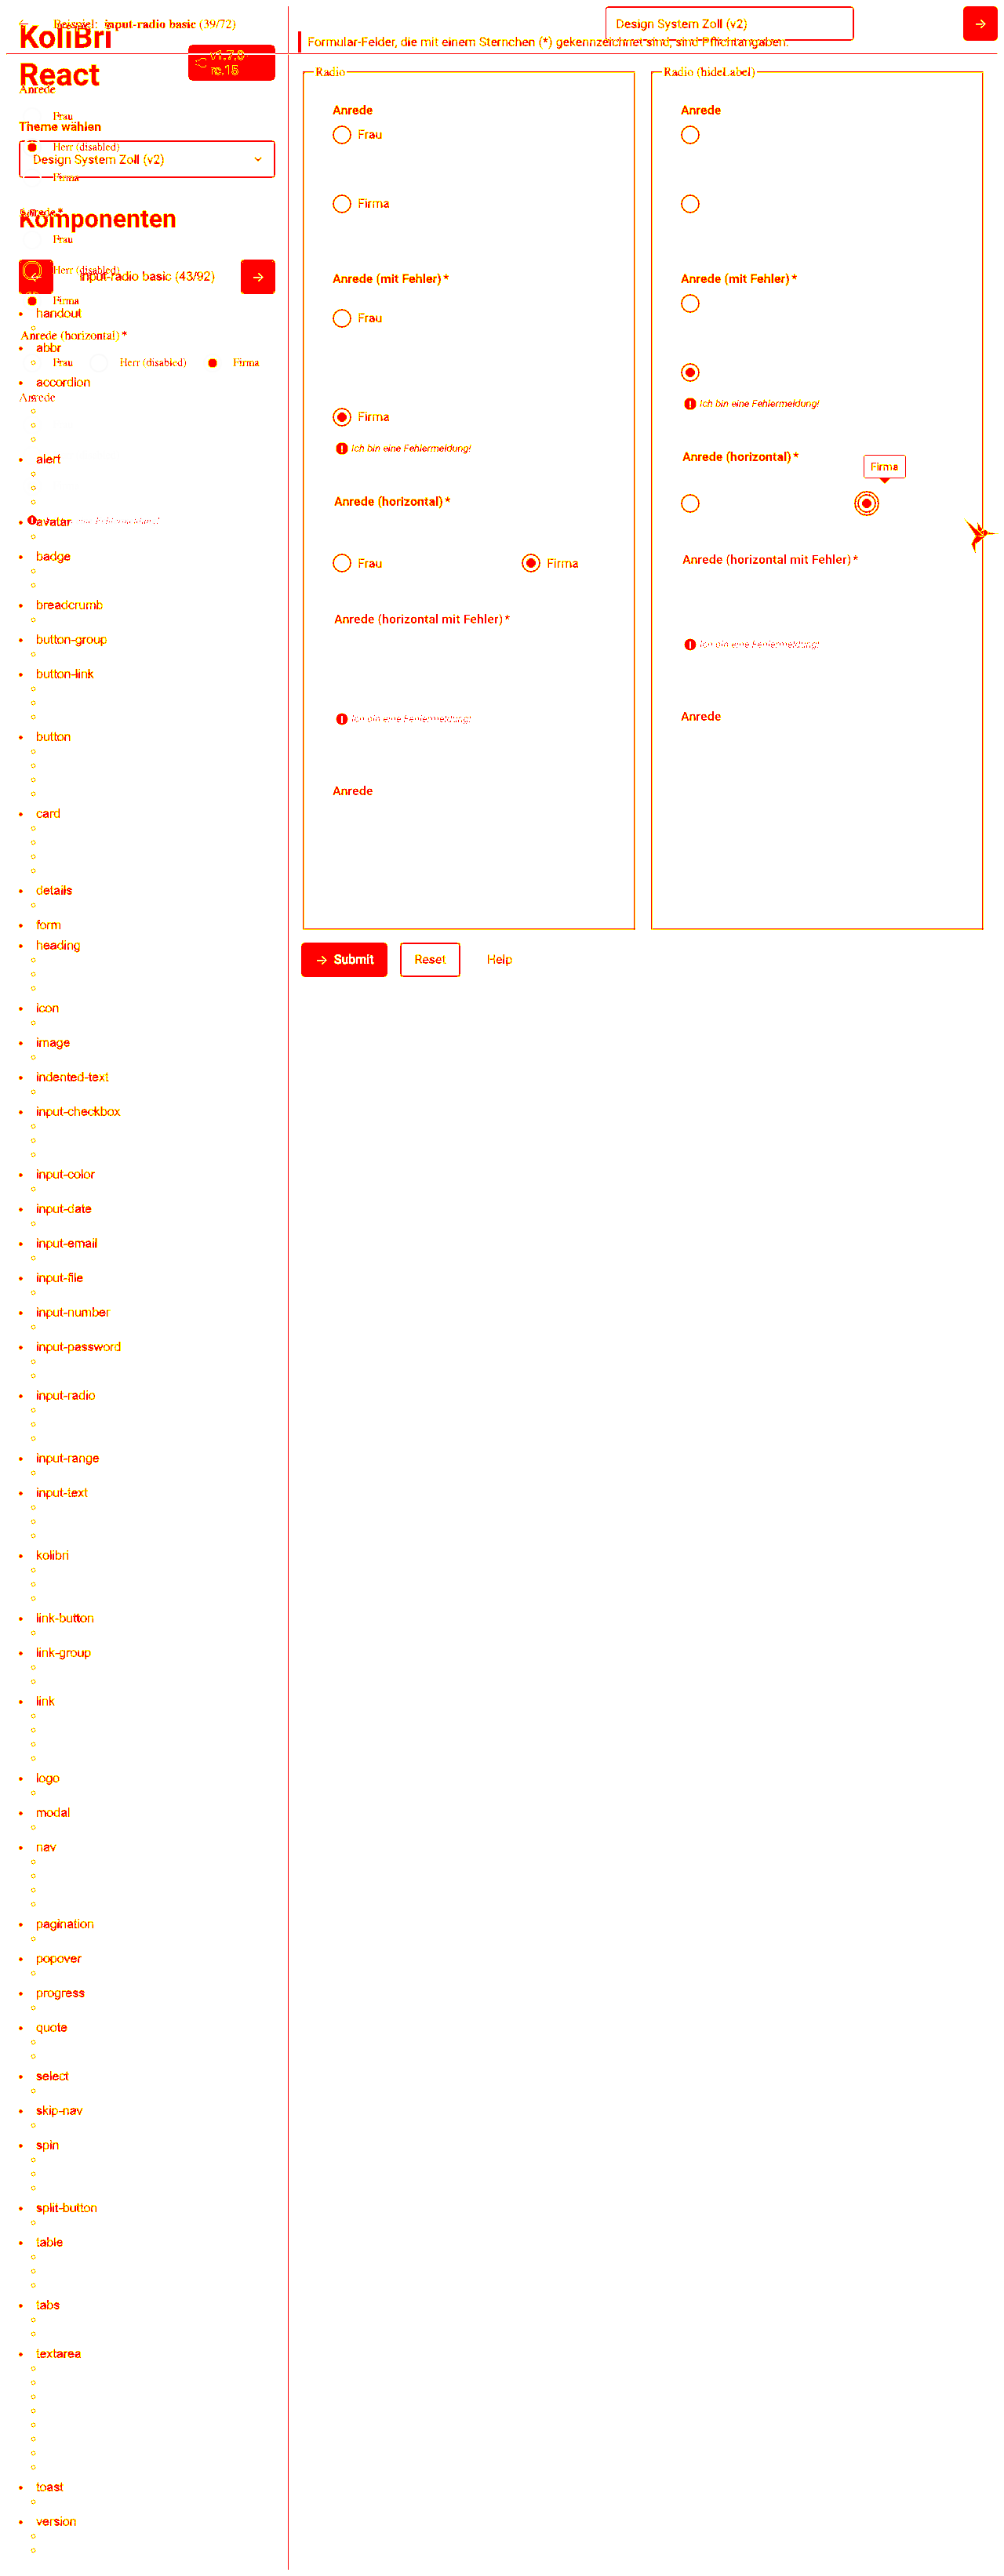 Beispiel: input-radio basic (39/72)
Design System Zoll (v2)
KoliBri
React
v1.7.0-
rc.15
Formular-Felder, die mit einem Sternchen (*) gekennzeichnet sind, sind Pflichtangaben.
Anrede
Frau
Theme wählen
Herr (disabled)
Design System Zoll (v2)
Firma
Komponenten
Frau
Herr (disabled)
input-radio basic (43/92)
Firma
handout
Anrede (horizontal) *
abbr
Frau
Herr (disabled)
Firma
accordion
Anrede
alert
avatar
badge
breadcrumb
button-group
button-link
button
card
details
form
heading
icon
image
indented-text
input-checkbox
input-color
input-date
input-email
input-file
input-number
input-password
input-radio
input-range
input-text
kolibri
link-button
link-group
link
logo
modal
nav
pagination
popover
progress
quote
select
skip-nav
spin
split-button
table
tabs
textarea
toast
version
Radio
Anrede
Frau
Firma
Anrede (mit Fehler) *
Frau
Firma
Ich bin eine Fehlermeldung!
Anrede (horizontal) *
Frau
Firma
Anrede (horizontal mit Fehler) *
Ich bin eine Fehlermeldung!
Anrede
Radio (hideLabel)
Anrede
Anrede (mit Fehler) *
Ich bin eine Fehlermeldung!
Anrede (horizontal) *
Firma
Anrede (horizontal mit Fehler) *
Ich bin eine Fehlermeldung!
Anrede
Submit
Reset
Help